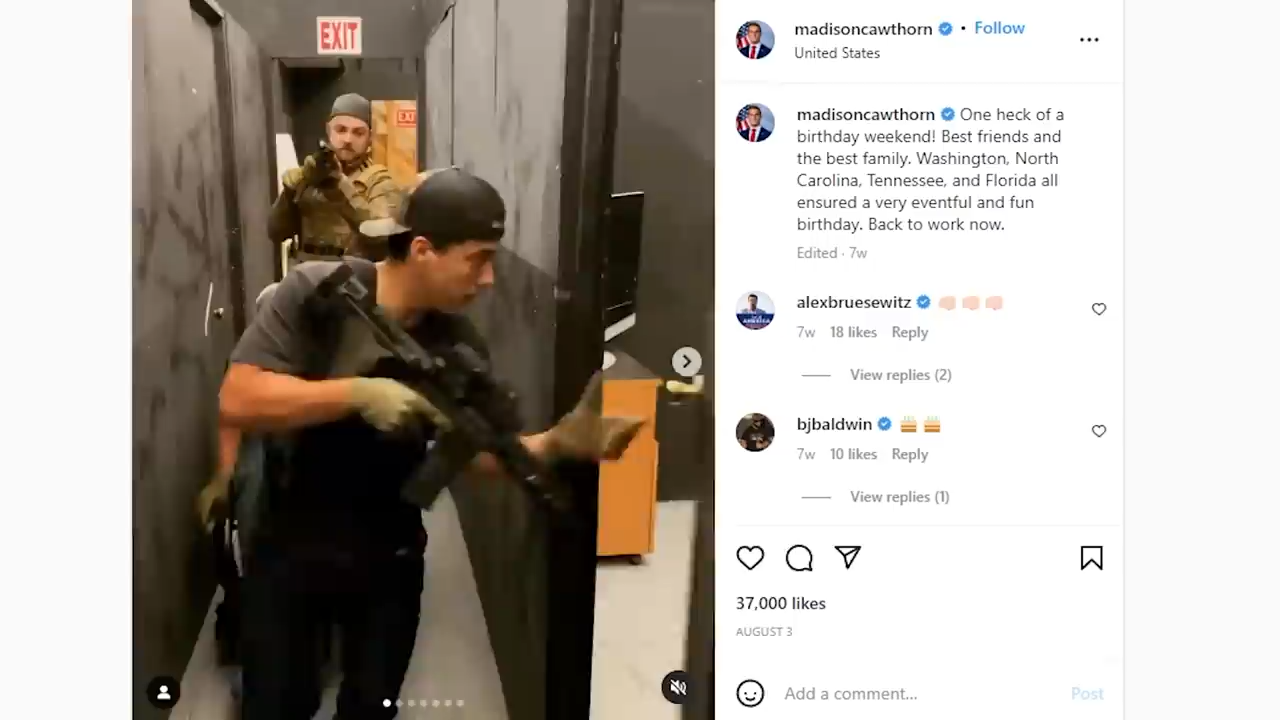 EXIT
EXI
madisoncawthorn • Follow
United States
madisoncawthorn One heck of a
birthday weekend! Best friends and
the best family. Washington, North
Carolina, Tennessee, and Florida all
ensured a very eventful and fun
birthday. Back to work now.
Edited · 7w
alexbruesewitz 👊🏻 👊🏻 👊🏻
7w 18 likes Reply
View replies (2)
bjbaldwin 🎂 🎂
7w 10 likes Reply
View replies (1)
37,000 likes
AUGUST 3
Add a comment... Post